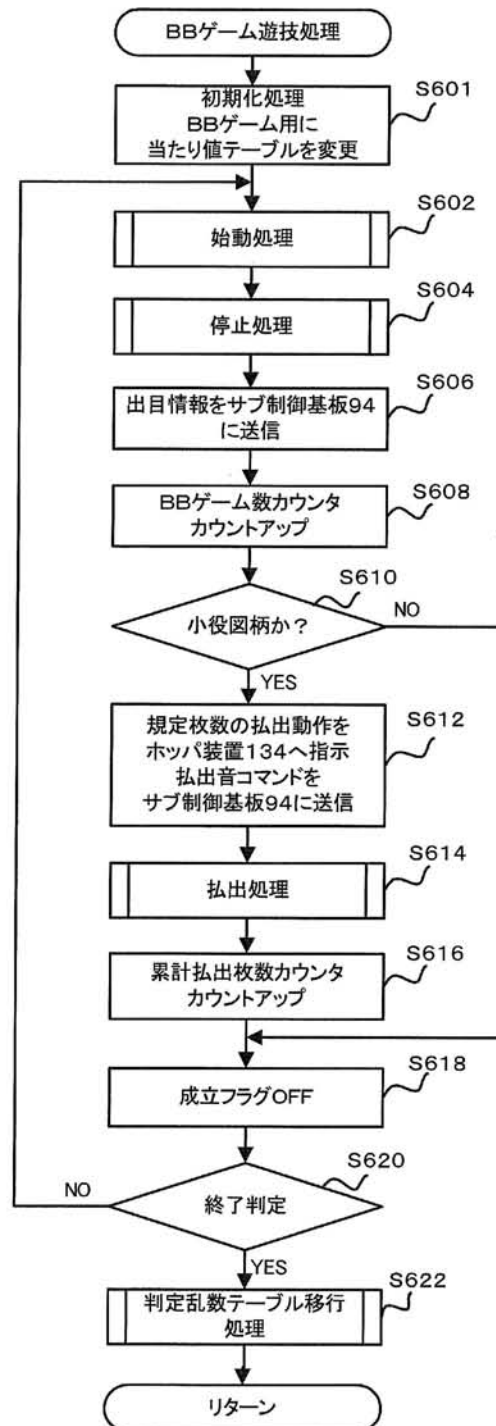 BBゲーム遊技処理
S601
初期化処理
BBゲーム用に
当たり値テーブルを変更
S602
始動処理
S604
停止処理
S606
出目情報をサブ制御基板94
に送信
S608
BBゲーム数カウンタ
カウントアップ
S610
小役図柄か？
NO
YES
S612
規定枚数の払出動作を
ホッパ装置134へ指示
払出音コマンドを
サブ制御基板94に送信
S614
払出処理
S616
累計払出枚数カウンタ
カウントアップ
S618
成立フラグOFF
S620
NO
終了判定
YES
S622
判定乱数テーブル移行
処理
リターン